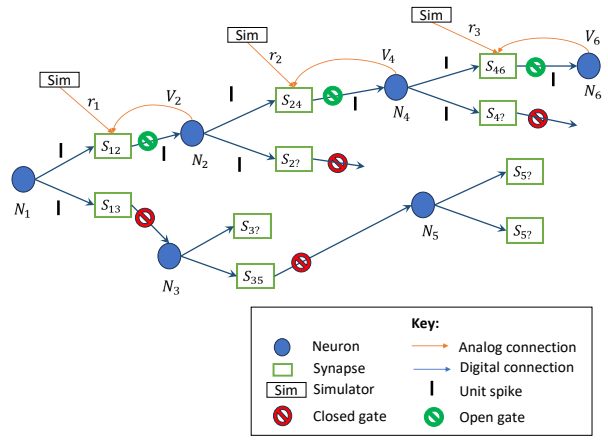 Sim
r₃
V₆
Sim
r₂
V₄
S₄₆
N₆
Sim
r₁
V₂
S₂₄
N₄
S₄?
S₁₂
N₂
S₂?
N₁
S₁₃
S₅?
S₃?
N₅
S₅?
N₃
S₃₅
Key:
Neuron
Analog connection
Synapse
Digital connection
Sim Simulator
Unit spike
Closed gate
Open gate